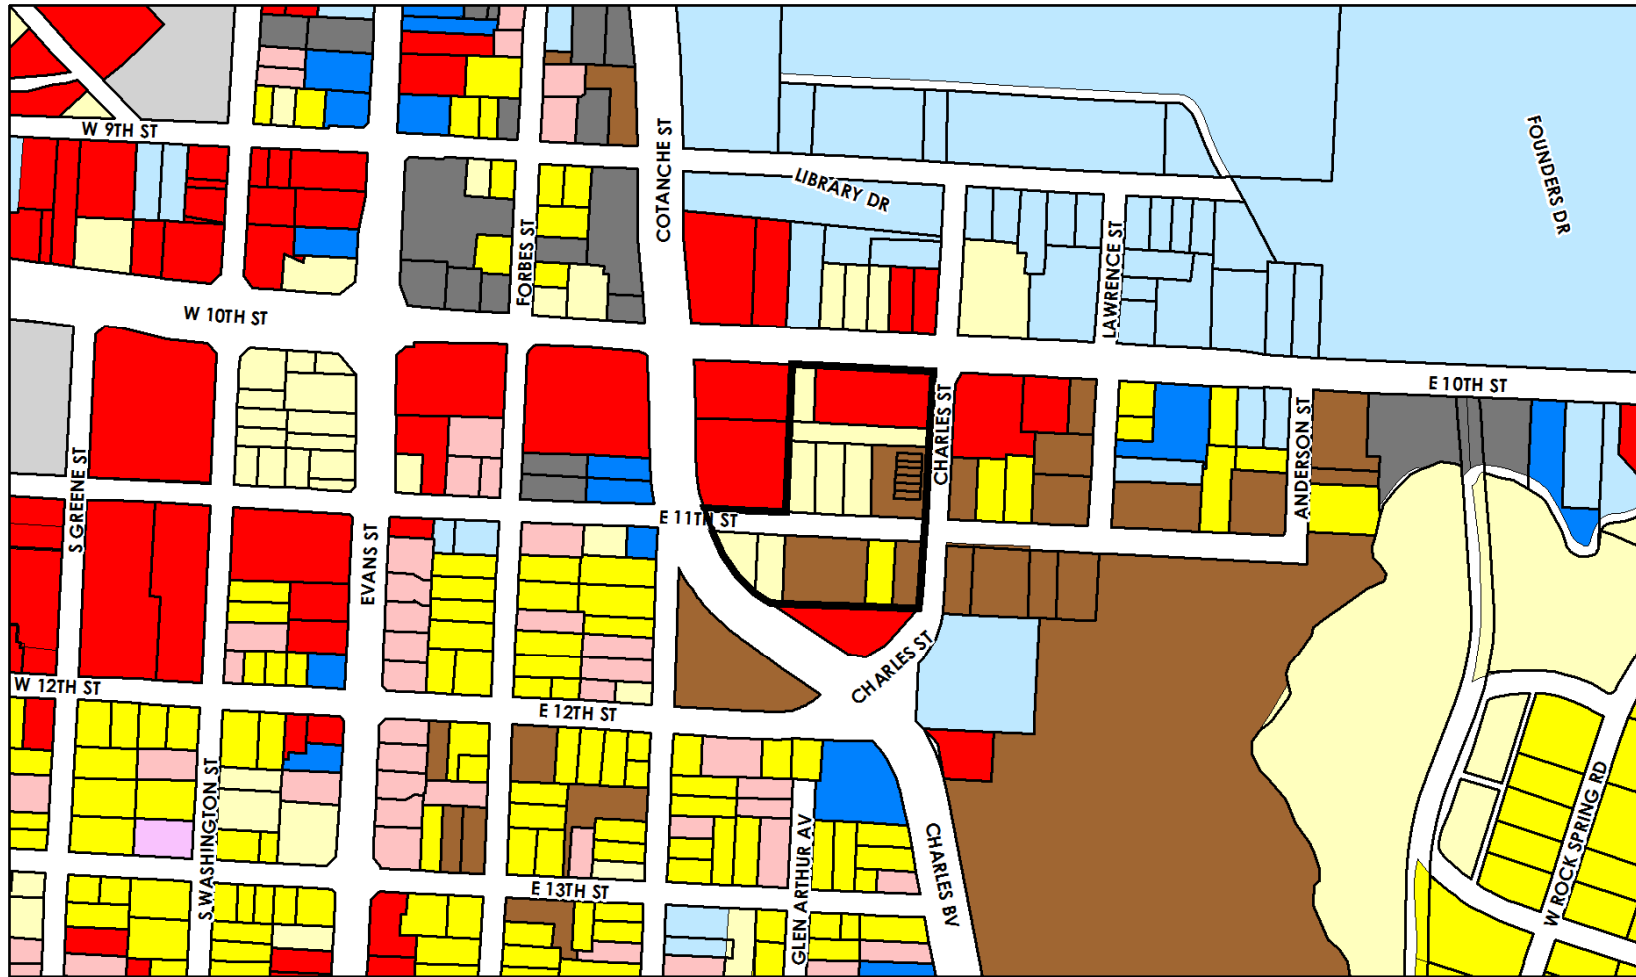 W 9TH ST
COTANCHE ST
FOUNDERS DR
LIBRARY DR
FORBES ST
LAWRENCE ST
W 10TH ST
E 10TH ST
CHARLES ST
ANDERSON ST
S GREENE ST
E 11TH ST
EVANS ST
CHARLES ST
W 12TH ST
E 12TH ST
S WASHINGTON ST
GLEN ARTHUR AV
CHARLES BV
W ROCK SPRING RD
E 13TH ST